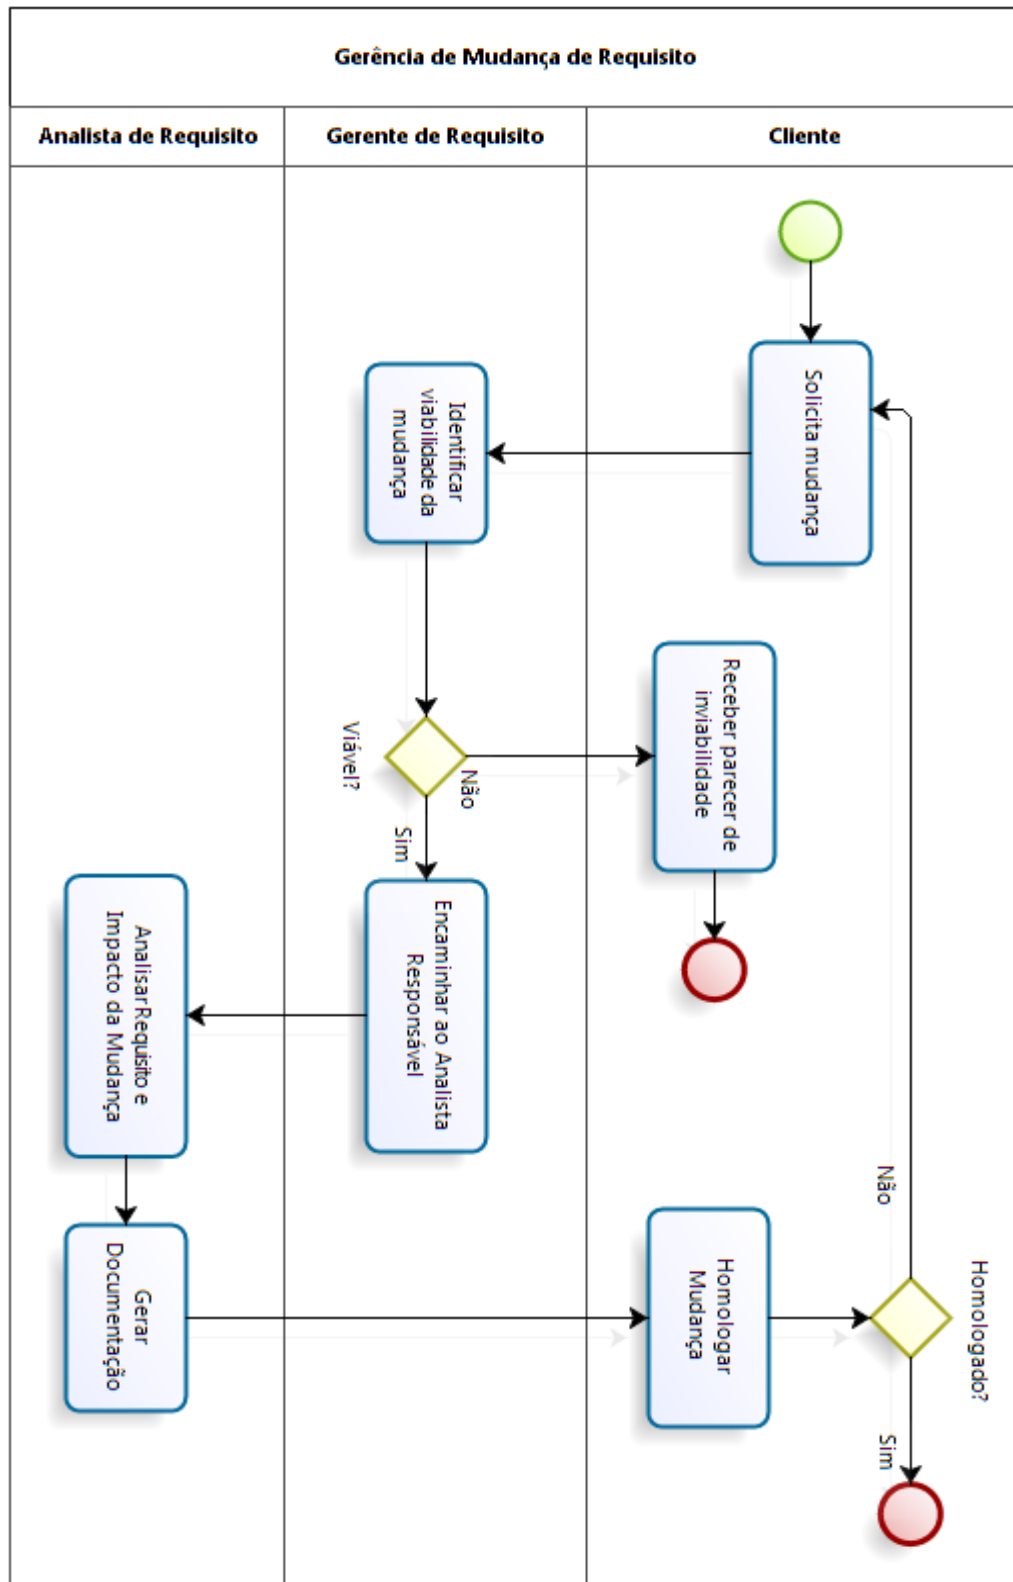 Gerência de Mudança de Requisito
Analista de Requisito
Gerente de Requisito
Cliente
Solicita mudança
Identificar
viabilidade da
mudança
Viável?
Não
Sim
Receber parecer de
inviabilidade
Encaminhar ao Analista
Responsável
AnalisarRequisito e
Impacto da Mudança
Gerar
Documentação
Homologar
Mudança
Homologado?
Não
Sim